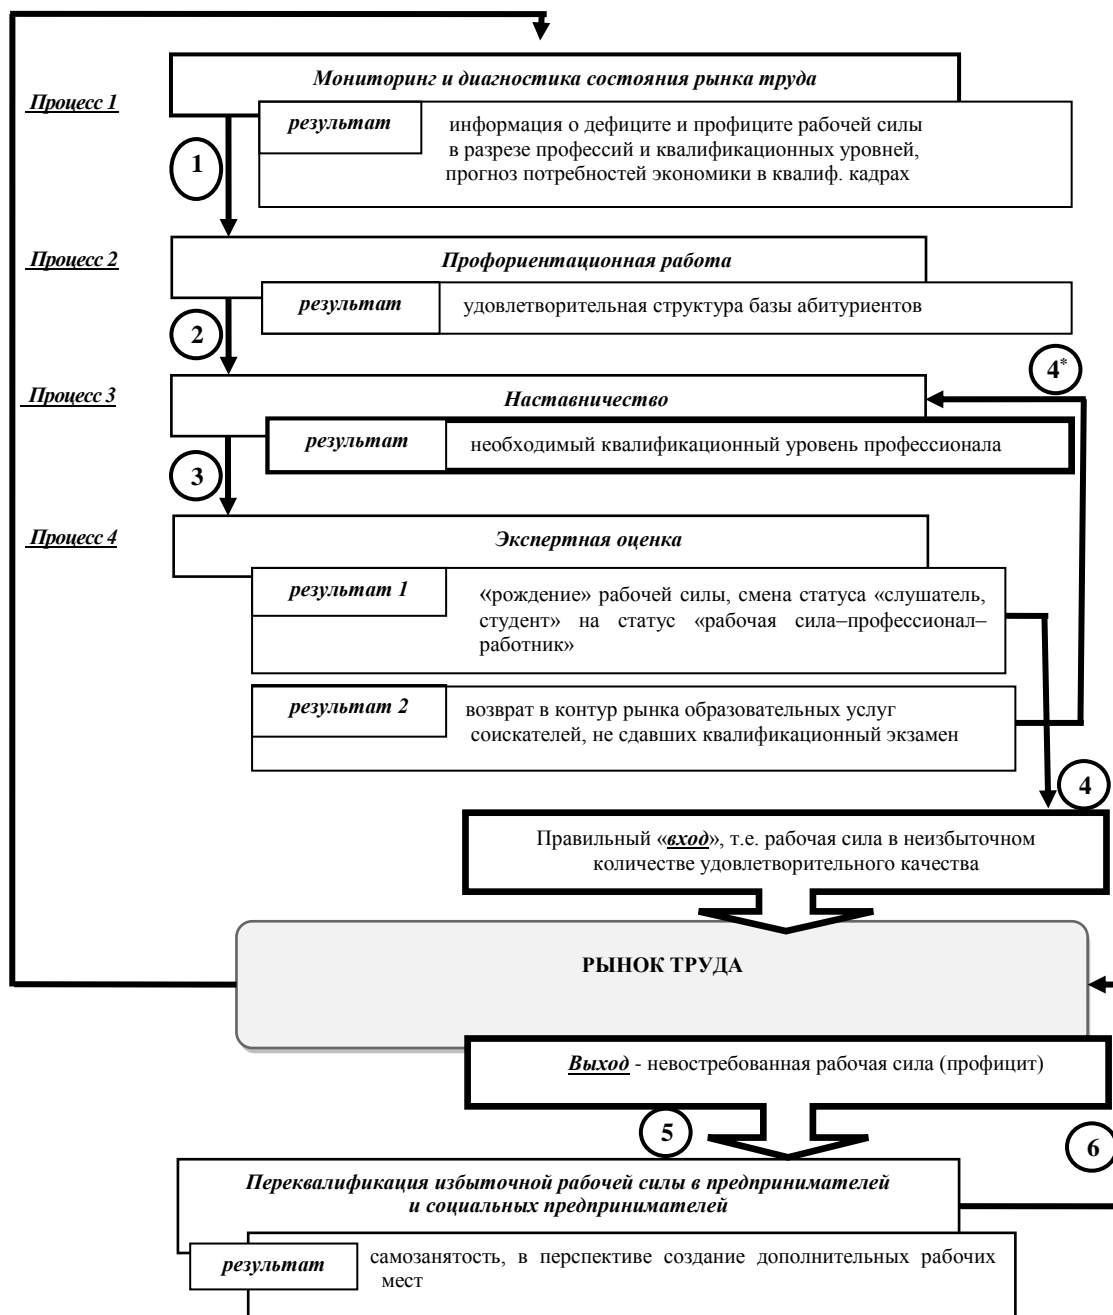 Мониторинг и диагностика состояния рынка труда
Процесс 1
результат
информация о дефиците и профиците рабочей силы
в разрезе профессий и квалификационных уровней,
прогноз потребностей экономики в квалиф. кадрах
1
Процесс 2
Профориентационная работа
результат
удовлетворительная структура базы абитуриентов
2
4*
Процесс 3
Наставничество
результат
необходимый квалификационный уровень профессионала
3
Процесс 4
Экспертная оценка
результат 1
«рождение» рабочей силы, смена статуса «слушатель,
студент» на статус «рабочая сила–профессионал–
работник»
результат 2
возврат в контур рынка образовательных услуг
соискателей, не сдавших квалификационный экзамен
4
Правильный «вход», т.е. рабочая сила в неизбыточном
количестве удовлетворительного качества
РЫНОК ТРУДА
Выход - невостребованная рабочая сила (профицит)
5
6
Переквалификация избыточной рабочей силы в предпринимателей
и социальных предпринимателей
результат
самозанятость, в перспективе создание дополнительных рабочих
мест